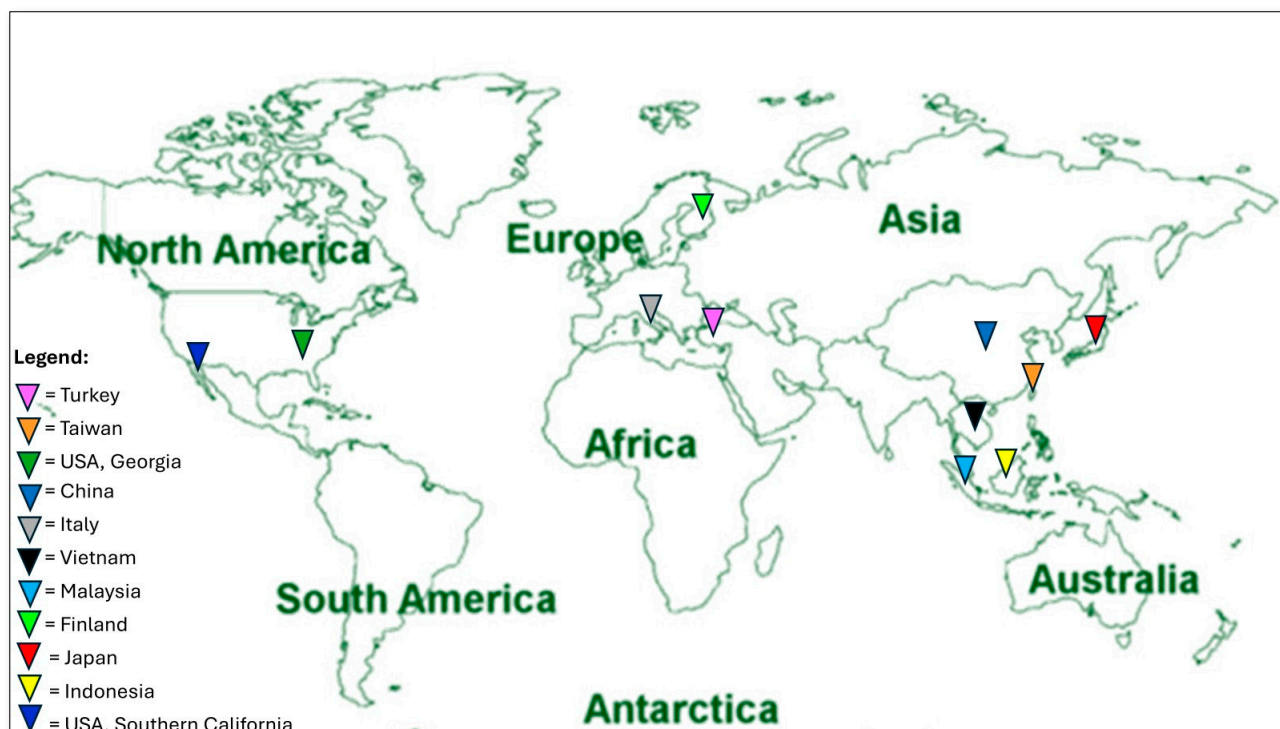 Asia
Europe
North America
Legend:
= Turkey
= Taiwan
= USA, Georgia
= China
= Italy
= Vietnam
= Malaysia
= Finland
= Japan
= Indonesia
= USA, Southern California
Africa
Australia
South America
Antarctica